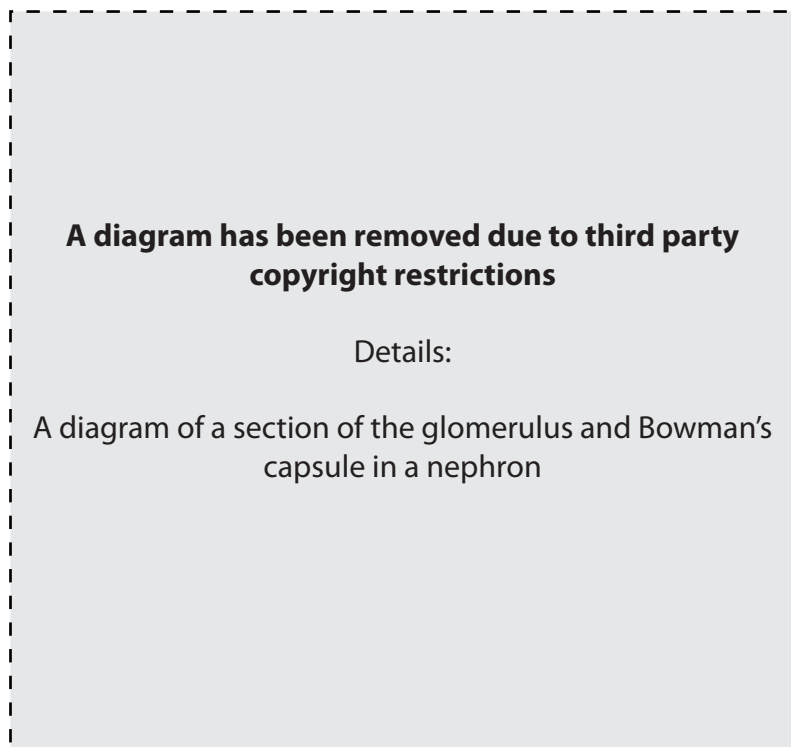 A diagram has been removed due to third party
copyright restrictions
Details:
A diagram of a section of the glomerulus and Bowman’s
capsule in a nephron